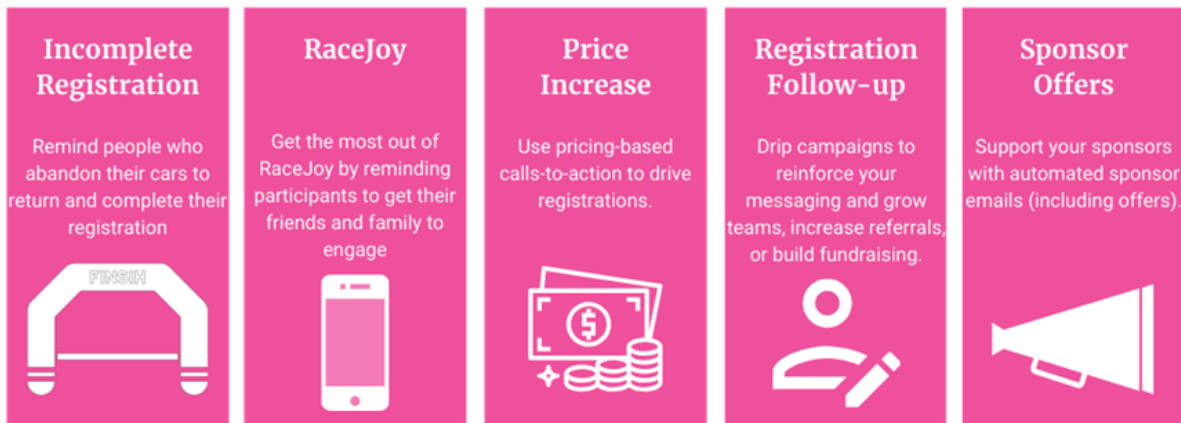 Incomplete
Registration
Remind people who
abandon their cars to
return and complete their
registration
FINSIH
RaceJoy
Get the most out of
RaceJoy by reminding
participants to get their
friends and family to
engage
Price
Increase
Use pricing-based
calls-to-action to drive
registrations.
Registration
Follow-up
Drip campaigns to
reinforce your
messaging and grow
teams, increase referrals,
or build fundraising.
Sponsor
Offers
Support your sponsors
with automated sponsor
emails (including offers).